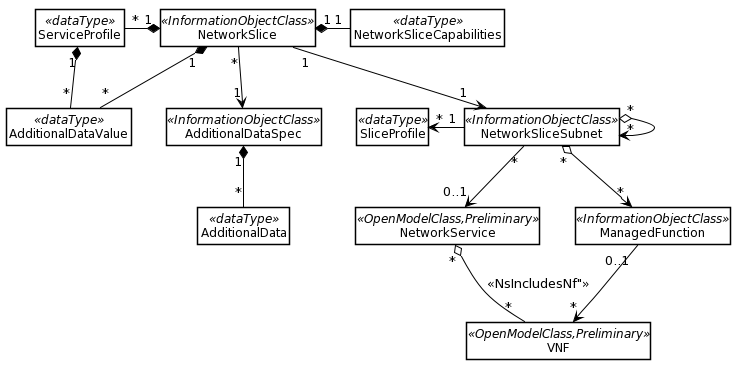 «dataType»
ServiceProfile
* 1
«InformationObjectClass»
NetworkSlice
1 1
«dataType»
NetworkSliceCapabilities
1
1
*
1
*
*
1
1
«dataType»
AdditionalDataValue
«InformationObjectClass»
AdditionalDataSpec
«dataType»
SliceProfile
* 1
«InformationObjectClass»
NetworkSliceSubnet
*
*
1
*
*
*
0..1
*
«dataType»
AdditionalData
«OpenModelClass,Preliminary»
NetworkService
«InformationObjectClass»
ManagedFunction
*
0..1
«NsIncludesNf"»
*
*
«OpenModelClass,Preliminary»
VNF